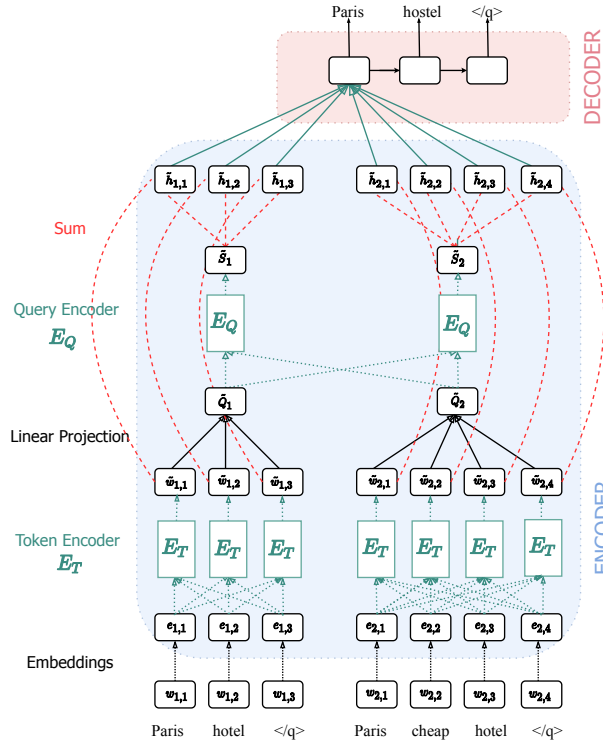 Paris hostel </q>
DECODER
h̃1,1 h̃1,2 h̃1,3 h̃2,1 h̃2,2 h̃2,3 h̃2,4
Sum
S̃1 S̃2
Query Encoder
EQ
EQ EQ
Q̃1 Q̃2
Linear Projection
w̃1,1 w̃1,2 w̃1,3 w̃2,1 w̃2,2 w̃2,3 w̃2,4
Token Encoder
ET
ET ET ET ET ET ET ET
ENCODER
e1,1 e1,2 e1,3 e2,1 e2,2 e2,3 e2,4
Embeddings
w1,1 w1,2 w1,3 w2,1 w2,2 w2,3 w2,4
Paris hotel </q> Paris cheap hotel </q>